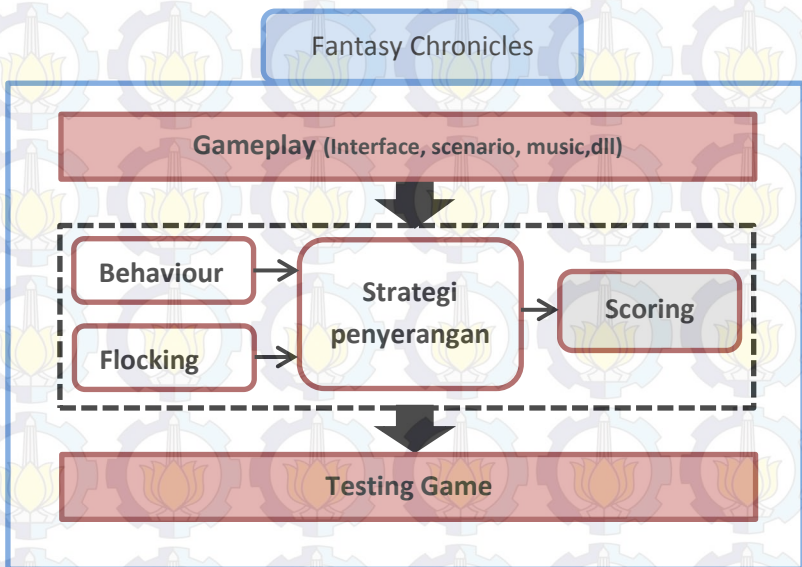 Fantasy Chronicles
Gameplay (Interface, scenario, music,dll)
Behaviour
Flocking
Strategi
penyerangan
Scoring
Testing Game